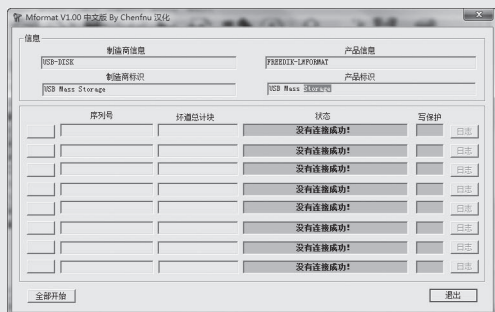 Mformat V1.00 中文版 By Chenfnu 汉化
信息
制造商信息 产品信息
USB-DISK FREEDIK-LMFORMAT
制造商标识 产品标识
USB Mass Storage USB Mass Storage
序列号 坏道总计块 状态 写保护
没有连接成功! 日志
没有连接成功! 日志
没有连接成功! 日志
没有连接成功! 日志
没有连接成功! 日志
没有连接成功! 日志
没有连接成功! 日志
没有连接成功! 日志
全部开始 退出